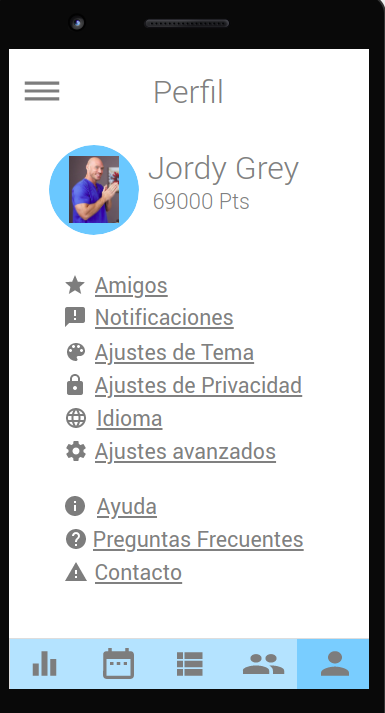 Perfil
Jordy Grey
69000 Pts
Amigos
Notificaciones
Ajustes de Tema
Ajustes de Privacidad
Idioma
Ajustes avanzados
Ayuda
Preguntas Frecuentes
Contacto